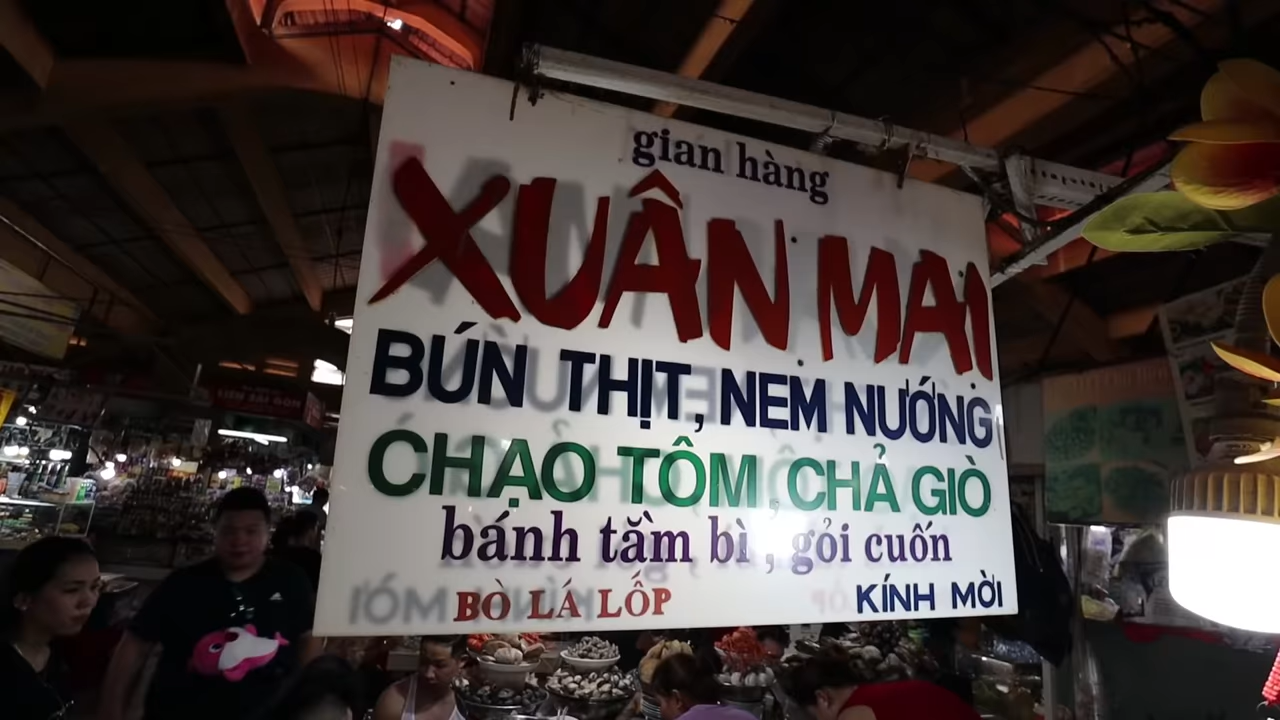 gian hàng
XUÂN MAI
BÚN THỊT, NEM NƯỚNG
CHẠO TÔM, CHẢ GIÒ
bánh tằm bì, gỏi cuốn
BÒ LÁ LỐP KÍNH MỜI